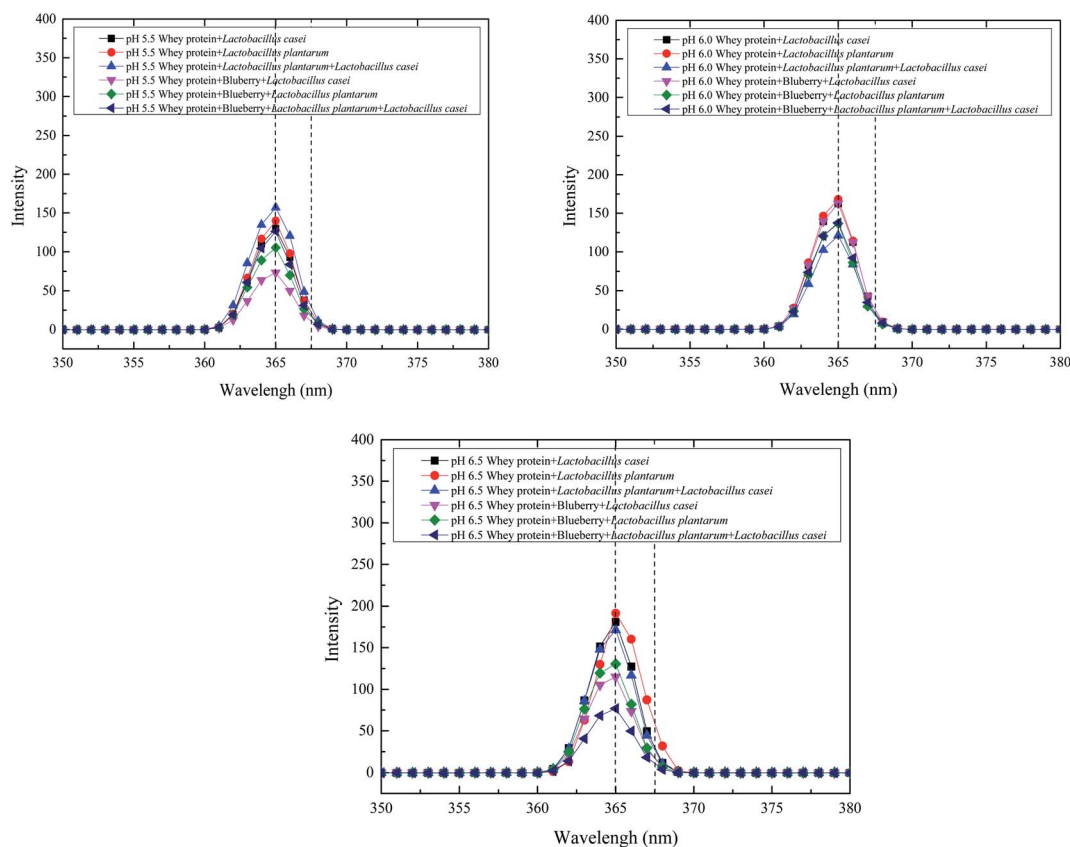 400
350
300
250
200
150
100
50
0
Intensity
pH 5.5 Whey protein+Lactobacillus casei
pH 5.5 Whey protein+Lactobacillus plantarum
pH 5.5 Whey protein+Lactobacillus plantarum+Lactobacillus casei
pH 5.5 Whey protein+Bluberry+Lactobacillus casei
pH 5.5 Whey protein+Blueberry+Lactobacillus plantarum
pH 5.5 Whey protein+Blueberry+Lactobacillus plantarum+Lactobacillus casei
350 355 360 365 370 375 380
Wavelengh (nm)
400
350
300
250
200
150
100
50
0
Intensity
pH 6.0 Whey protein+Lactobacillus casei
pH 6.0 Whey protein+Lactobacillus plantarum
pH 6.0 Whey protein+Lactobacillus plantarum+Lactobacillus casei
pH 6.0 Whey protein+Bluberry+Lactobacillus casei
pH 6.0 Whey protein+Blueberry+Lactobacillus plantarum
pH 6.0 Whey protein+Blueberry+Lactobacillus plantarum+Lactobacillus casei
350 355 360 365 370 375 380
Wavelengh (nm)
400
350
300
250
200
150
100
50
0
Intensity
pH 6.5 Whey protein+Lactobacillus casei
pH 6.5 Whey protein+Lactobacillus plantarum
pH 6.5 Whey protein+Lactobacillus plantarum+Lactobacillus casei
pH 6.5 Whey protein+Bluberry+Lactobacillus casei
pH 6.5 Whey protein+Blueberry+Lactobacillus plantarum
pH 6.5 Whey protein+Blueberry+Lactobacillus plantarum+Lactobacillus casei
350 355 360 365 370 375 380
Wavelengh (nm)